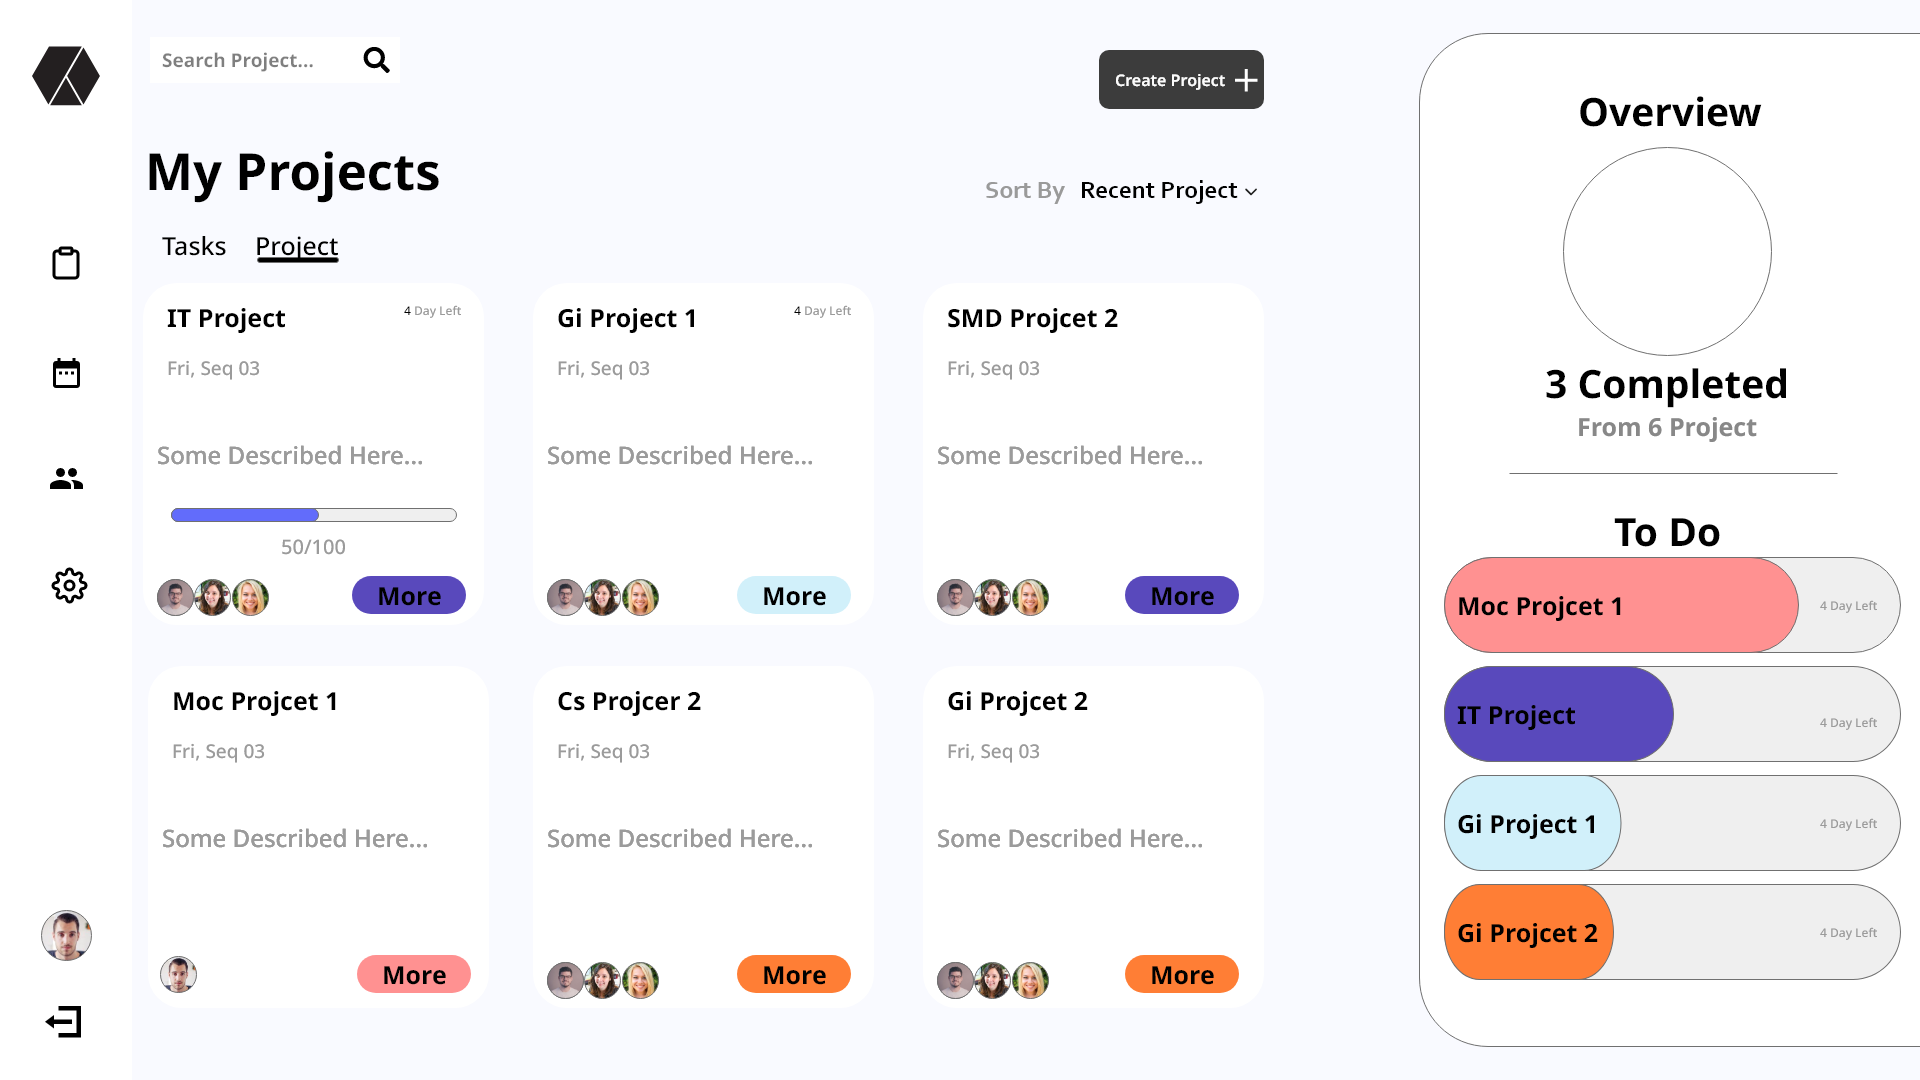 Search Project...
Create Project
My Projects
Sort By Recent Project
Tasks Project
IT Project
4 Day Left
Fri, Seq 03
Some Described Here...
50/100
More
Gi Project 1
4 Day Left
Fri, Seq 03
Some Described Here...
More
SMD Projcet 2
Fri, Seq 03
Some Described Here...
More
Moc Projcet 1
Fri, Seq 03
Some Described Here...
More
Cs Projcer 2
Fri, Seq 03
Some Described Here...
More
Gi Projcet 2
Fri, Seq 03
Some Described Here...
More
Overview
3 Completed
From 6 Project
To Do
Moc Projcet 1
4 Day Left
IT Project
4 Day Left
Gi Project 1
4 Day Left
Gi Projcet 2
4 Day Left